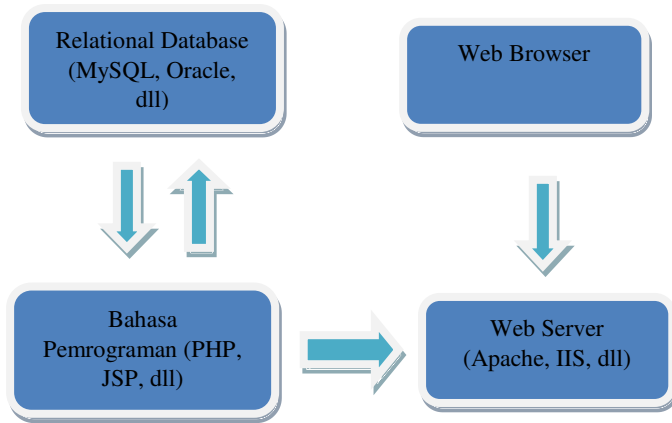 Relational Database
(MySQL, Oracle,
dll)
Web Browser
Bahasa
Pemrograman (PHP,
JSP, dll)
Web Server
(Apache, IIS, dll)